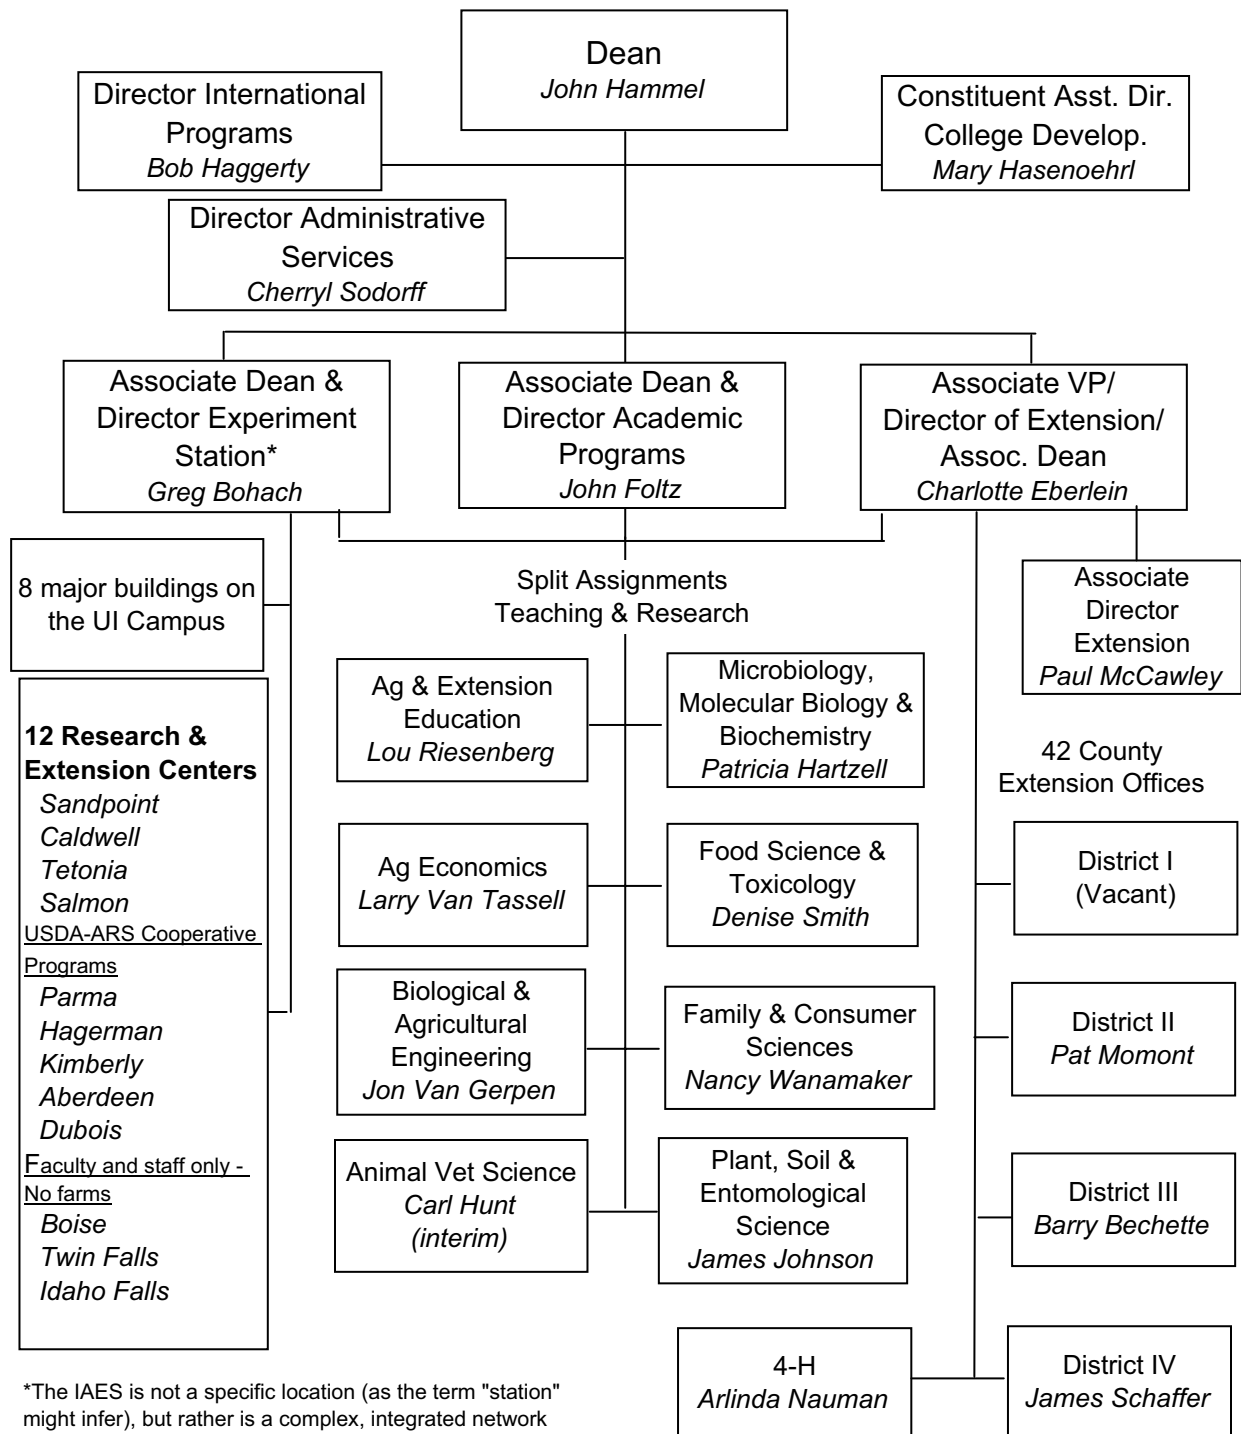 Dean
John Hammel
Director International
Programs
Bob Haggerty
Constituent Asst. Dir.
College Develop.
Mary Hasenoehrl
Director Administrative
Services
Cherryl Sodorff
Associate Dean &
Director Experiment
Station*
Greg Bohach
Associate Dean &
Director Academic
Programs
John Foltz
Associate VP/
Director of Extension/
Assoc. Dean
Charlotte Eberlein
8 major buildings on
the UI Campus
Split Assignments
Teaching & Research
Associate
Director
Extension
Paul McCawley
12 Research &
Extension Centers
Sandpoint
Caldwell
Tetonia
Salmon
USDA-ARS Cooperative
Programs
Parma
Hagerman
Kimberly
Aberdeen
Dubois
Faculty and staff only -
No farms
Boise
Twin Falls
Idaho Falls
Ag & Extension
Education
Lou Riesenberg
Microbiology,
Molecular Biology &
Biochemistry
Patricia Hartzell
Ag Economics
Larry Van Tassell
Food Science &
Toxicology
Denise Smith
Biological &
Agricultural
Engineering
Jon Van Gerpen
Family & Consumer
Sciences
Nancy Wanamaker
Animal Vet Science
Carl Hunt
(interim)
Plant, Soil &
Entomological
Science
James Johnson
42 County
Extension Offices
District I
(Vacant)
District II
Pat Momont
District III
Barry Bechette
4-H
Arlinda Nauman
District IV
James Schaffer
*The IAES is not a specific location (as the term "station"
might infer), but rather is a complex, integrated network